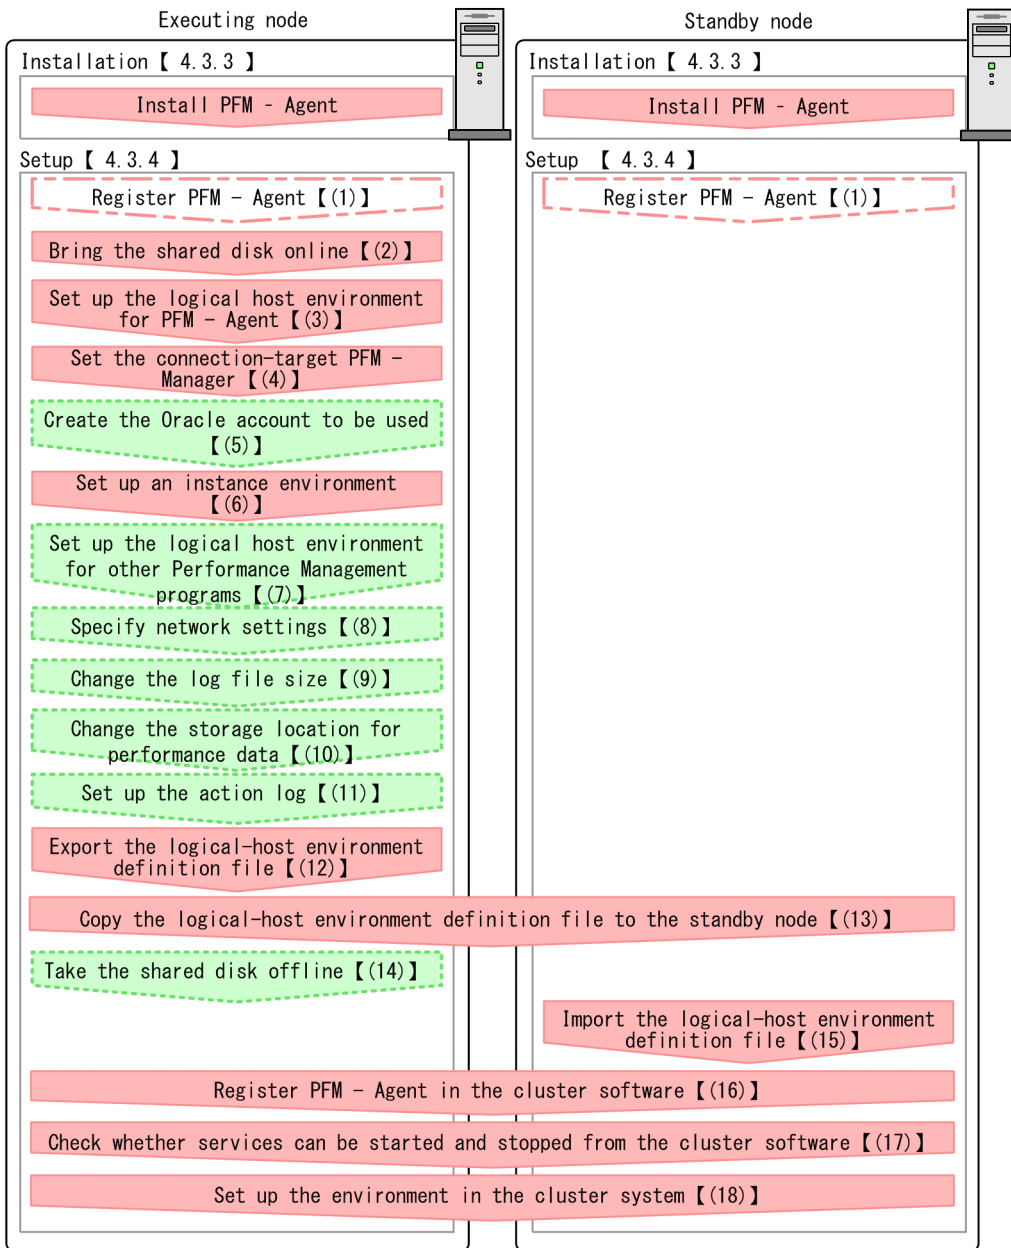 Executing node
Installation【 4.3.3 】
Install PFM - Agent
Setup【 4.3.4 】
Register PFM - Agent【(1)】
Bring the shared disk online【(2)】
Set up the logical host environment
for PFM - Agent【(3)】
Set the connection-target PFM -
Manager【(4)】
Create the Oracle account to be used
【(5)】
Set up an instance environment
【(6)】
Set up the logical host environment
for other Performance Management
programs【(7)】
Specify network settings【(8)】
Change the log file size【(9)】
Change the storage location for
performance data【(10)】
Set up the action log【(11)】
Export the logical-host environment
definition file【(12)】
Standby node
Installation【 4.3.3 】
Install PFM - Agent
Setup 【 4.3.4 】
Register PFM - Agent【(1)】
Copy the logical-host environment definition file to the standby node【(13)】
Take the shared disk offline【(14)】
Import the logical-host environment
definition file【(15)】
Register PFM - Agent in the cluster software【(16)】
Check whether services can be started and stopped from the cluster software【(17)】
Set up the environment in the cluster system【(18)】